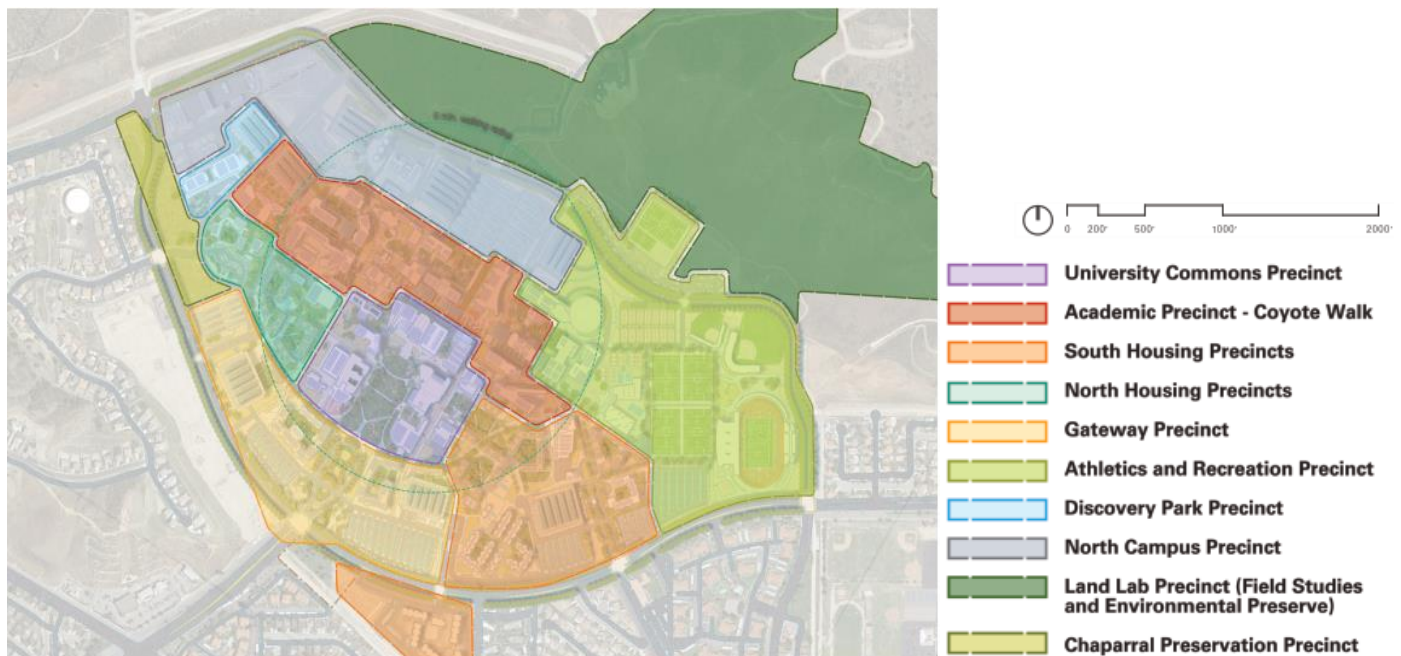 0 200' 500' 1000' 2000'
University Commons Precinct
Academic Precinct - Coyote Walk
South Housing Precincts
North Housing Precincts
Gateway Precinct
Athletics and Recreation Precinct
Discovery Park Precinct
North Campus Precinct
Land Lab Precinct (Field Studies
and Environmental Preserve)
Chaparral Preservation Precinct